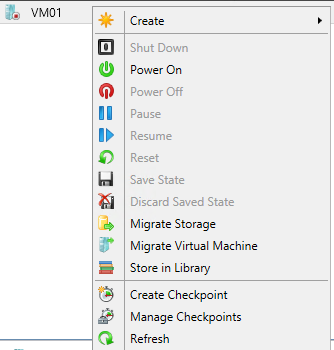 VM01
Create
Shut Down
Power On
Power Off
Pause
Resume
Reset
Save State
Discard Saved State
Migrate Storage
Migrate Virtual Machine
Store in Library
Create Checkpoint
Manage Checkpoints
Refresh